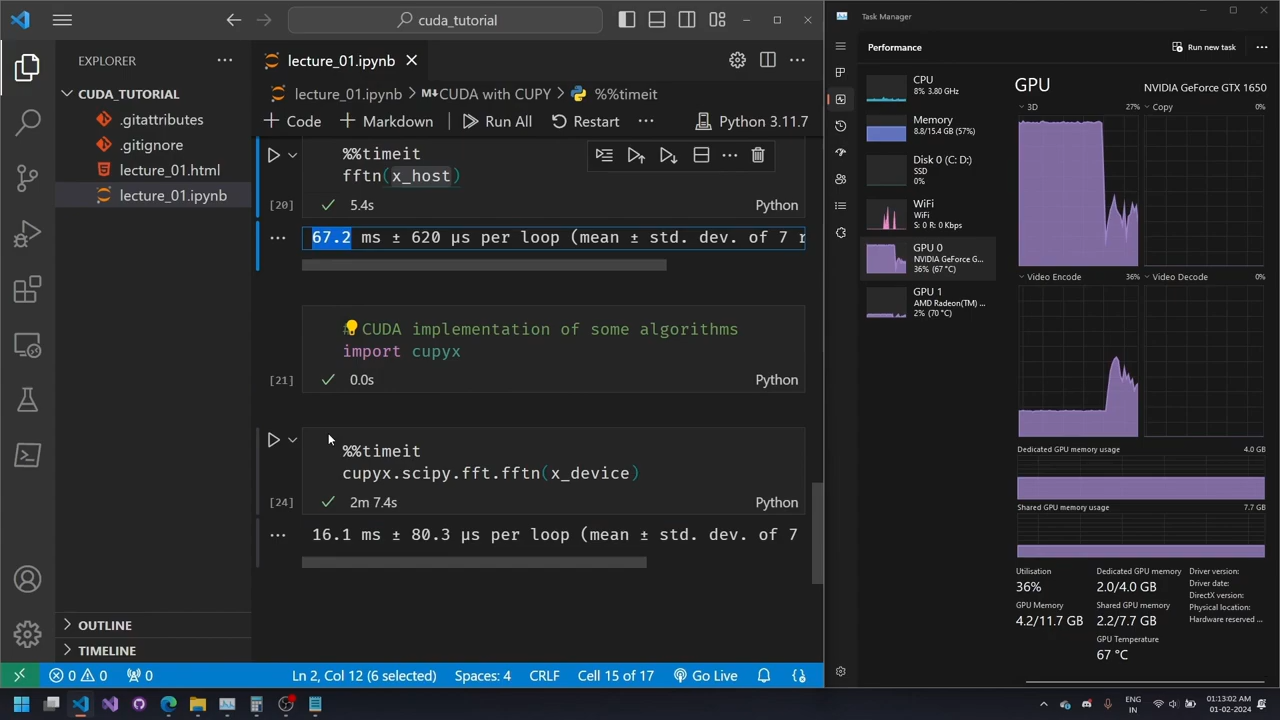 cuda_tutorial
EXPLORER
CUDA_TUTORIAL
.gitattributes
.gitignore
lecture_01.html
lecture_01.ipynb
OUTLINE
TIMELINE
lecture_01.ipynb
lecture_01.ipynb > M↓CUDA with CUPY > %%timeit
+ Code + Markdown Run All Restart ... Python 3.11.7
%%timeit
fftn(x_host)
[20] 5.4s Python
67.2 ms ± 620 µs per loop (mean ± std. dev. of 7 r
# CUDA implementation of some algorithms
import cupyx
[21] 0.0s Python
%%timeit
cupyx.scipy.fft.fftn(x_device)
[24] 2m 7.4s Python
16.1 ms ± 80.3 µs per loop (mean ± std. dev. of 7
0 0 0 Ln 2, Col 12 (6 selected) Spaces: 4 CRLF Cell 15 of 17 Go Live
Task Manager
Performance Run new task ...
CPU
8% 3.80 GHz
Memory
8.8/15.4 GB (57%)
Disk 0 (C: D:)
SSD
0%
WiFi
WiFi
S: 0 R: 0 Kbps
GPU 0
NVIDIA GeForce G...
36% (67 °C)
GPU 1
AMD Radeon(TM) ...
2% (70 °C)
GPU NVIDIA GeForce GTX 1650
3D 27% Copy 0%
Video Encode 36% Video Decode 0%
Dedicated GPU memory usage 4.0 GB
Shared GPU memory usage 7.7 GB
Utilisation
36%
Dedicated GPU memory
2.0/4.0 GB
GPU Memory
4.2/11.7 GB
Shared GPU memory
2.2/7.7 GB
GPU Temperature
67 °C
Driver version:
Driver date:
DirectX version:
Physical location:
Hardware reserved ...
ENG
IN
01:13:02 AM
01-02-2024